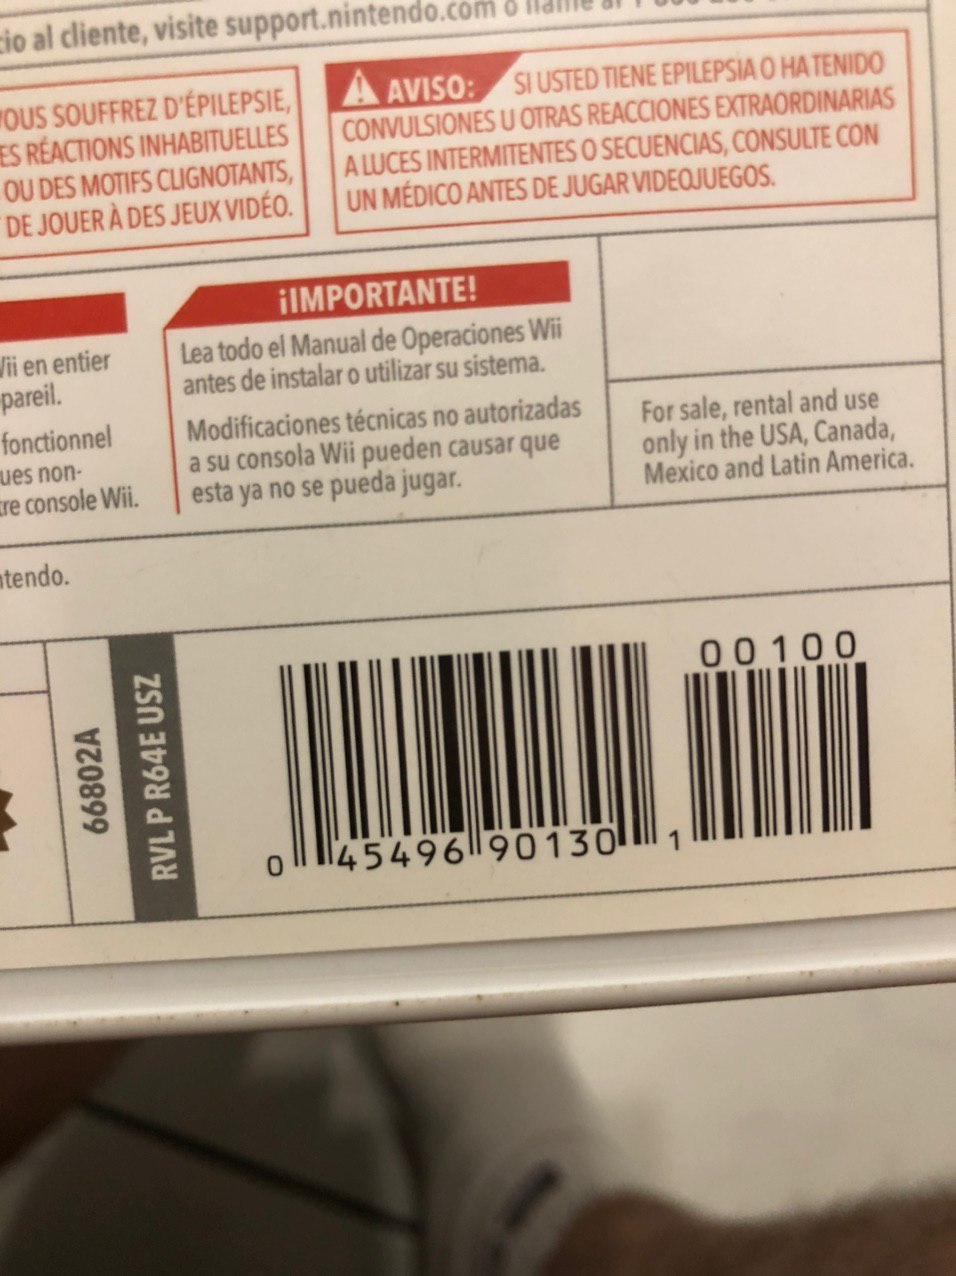 cio al cliente, visite support.nintendo.com o llame al 1
VOUS SOUFFREZ D'ÉPILEPSIE,
ES RÉACTIONS INHABITUELLES
OU DES MOTIFS CLIGNOTANTS,
DE JOUER À DES JEUX VIDÉO.
AVISO: SI USTED TIENE EPILEPSIA O HA TENIDO
CONVULSIONES U OTRAS REACCIONES EXTRAORDINARIAS
A LUCES INTERMITENTES O SECUENCIAS, CONSULTE CON
UN MÉDICO ANTES DE JUGAR VIDEOJUEGOS.
Wii en entier
pareil.
fonctionnel
ues non-
tre console Wii.
¡IMPORTANTE!
Lea todo el Manual de Operaciones Wii
antes de instalar o utilizar su sistema.
Modificaciones técnicas no autorizadas
a su consola Wii pueden causar que
esta ya no se pueda jugar.
For sale, rental and use
only in the USA, Canada,
Mexico and Latin America.
ntendo.
66802A
RVL P R64E USZ
00100
0 45496 90130 1